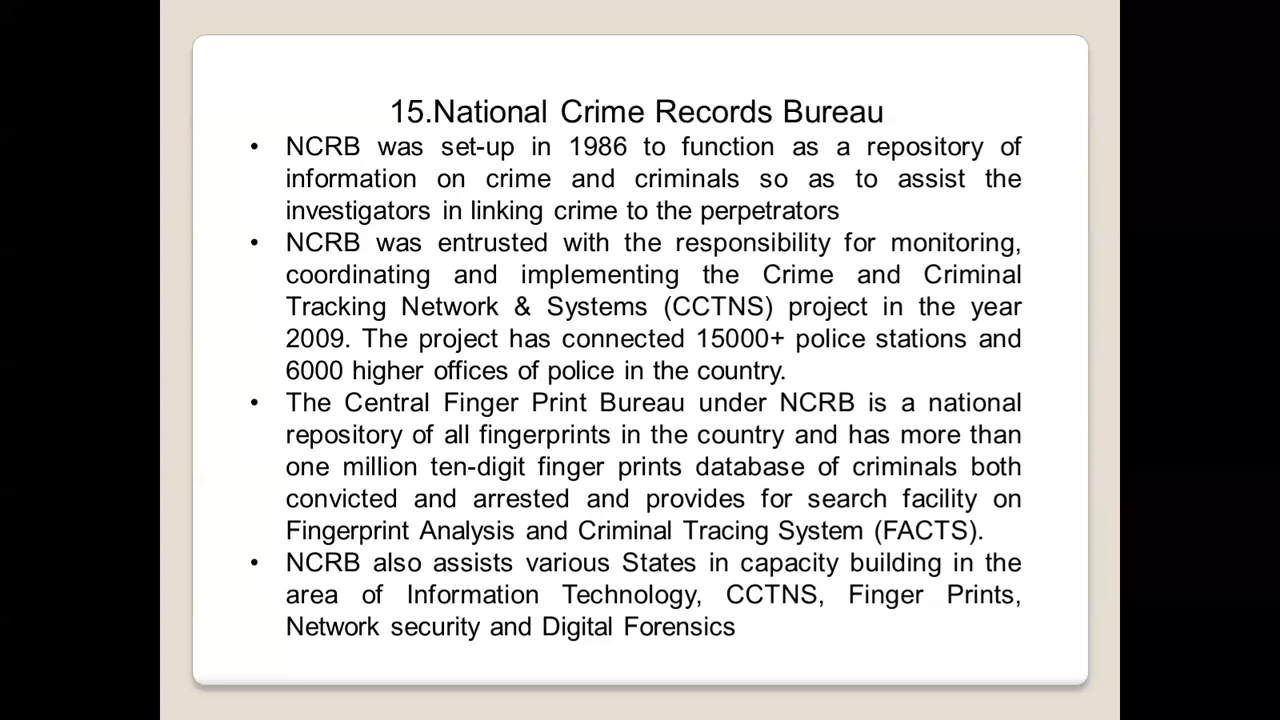 15.National Crime Records Bureau
• NCRB was set-up in 1986 to function as a repository of
information on crime and criminals so as to assist the
investigators in linking crime to the perpetrators
• NCRB was entrusted with the responsibility for monitoring,
coordinating and implementing the Crime and Criminal
Tracking Network & Systems (CCTNS) project in the year
2009. The project has connected 15000+ police stations and
6000 higher offices of police in the country.
• The Central Finger Print Bureau under NCRB is a national
repository of all fingerprints in the country and has more than
one million ten-digit finger prints database of criminals both
convicted and arrested and provides for search facility on
Fingerprint Analysis and Criminal Tracing System (FACTS).
• NCRB also assists various States in capacity building in the
area of Information Technology, CCTNS, Finger Prints,
Network security and Digital Forensics